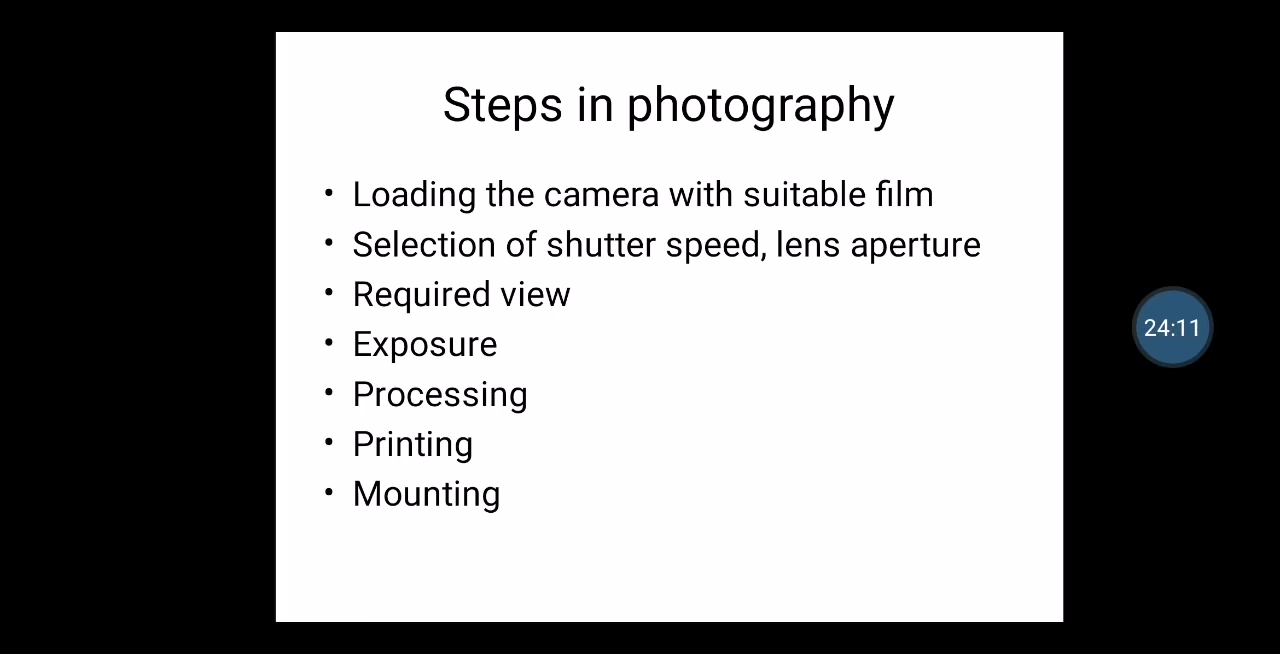 Steps in photography
• Loading the camera with suitable film
• Selection of shutter speed, lens aperture
• Required view
• Exposure
• Processing
• Printing
• Mounting
24:11